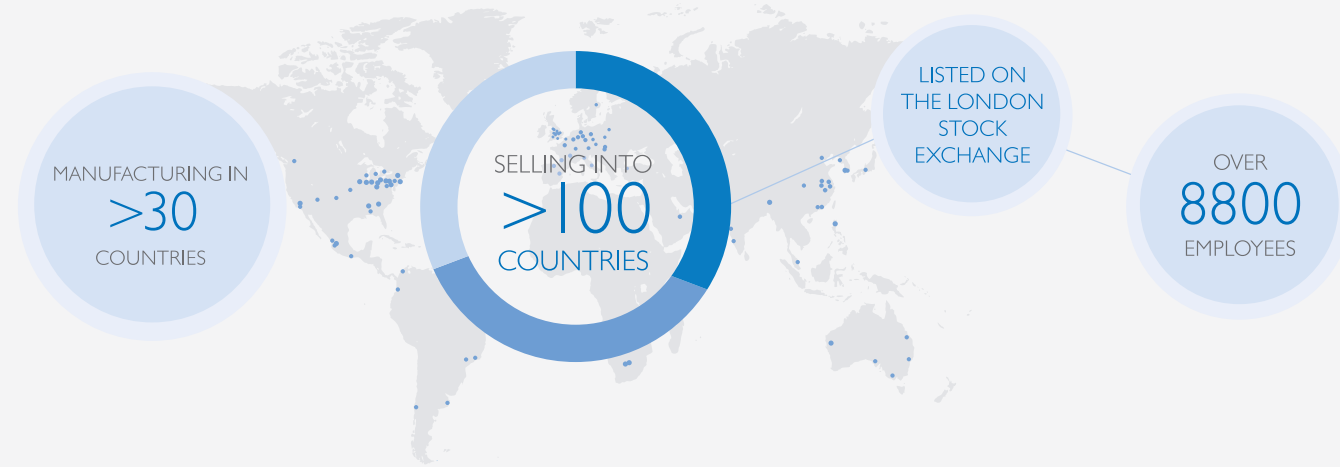 MANUFACTURING IN
>30
COUNTRIES
SELLING INTO
>100
COUNTRIES
LISTED ON
THE LONDON
STOCK
EXCHANGE
OVER
8800
EMPLOYEES